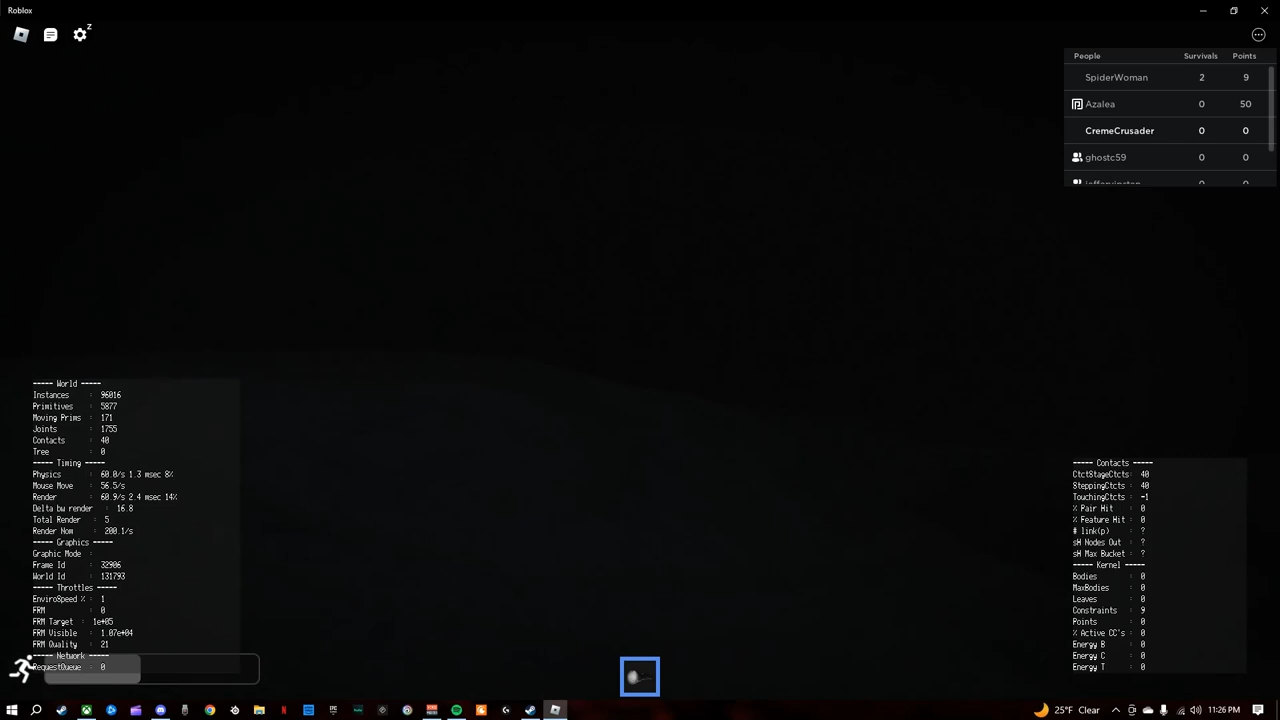 Roblox
z
People Survivals Points
SpiderWoman 2 9
Azalea 0 50
CremeCrusader 0 0
ghostc59 0 0
----- World -----
Instances : 96016
Primitives : 5877
Moving Prims : 171
Joints : 1755
Contacts : 40
Tree : 0
----- Timing -----
Physics : 60.0/s 1.3 msec 8%
Mouse Move : 56.5/s
Render : 60.9/s 2.4 msec 14%
Delta bw render : 16.8
Total Render : 5
Render Now : 200.1/s
----- Graphics -----
Graphic Mode :
Frame Id : 32906
World Id : 131793
----- Throttles -----
EnviroSpeed % : 1
FRM : 0
FRM Target : 1e+05
FRM Visible : 1.07e+04
FRM Quality : 21
----- Network -----
RequestQueue : 0
----- Contacts -----
CtctStageCtcts: 40
SteppingCtcts : 40
TouchingCtcts : -1
% Pair Hit : 0
% Feature Hit : 0
# link(p) : ?
sH Nodes Out : ?
sH Max Bucket : ?
----- Kernel -----
Bodies : 0
MaxBodies : 0
Leaves : 0
Constraints : 9
Points : 0
% Active CC's : 0
Energy B : 0
Energy C : 0
Energy T : 0
25°F Clear
11:26 PM